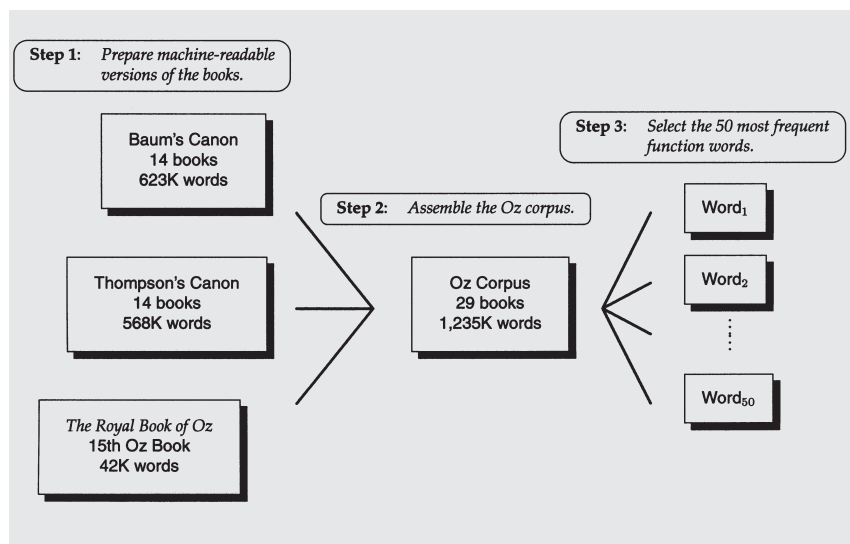 Step 1: Prepare machine-readable
versions of the books.
Baum's Canon
14 books
623K words
Thompson's Canon
14 books
568K words
The Royal Book of Oz
15th Oz Book
42K words
Step 2: Assemble the Oz corpus.
Oz Corpus
29 books
1,235K words
Step 3: Select the 50 most frequent
function words.
Word₁
Word₂
Word₅₀